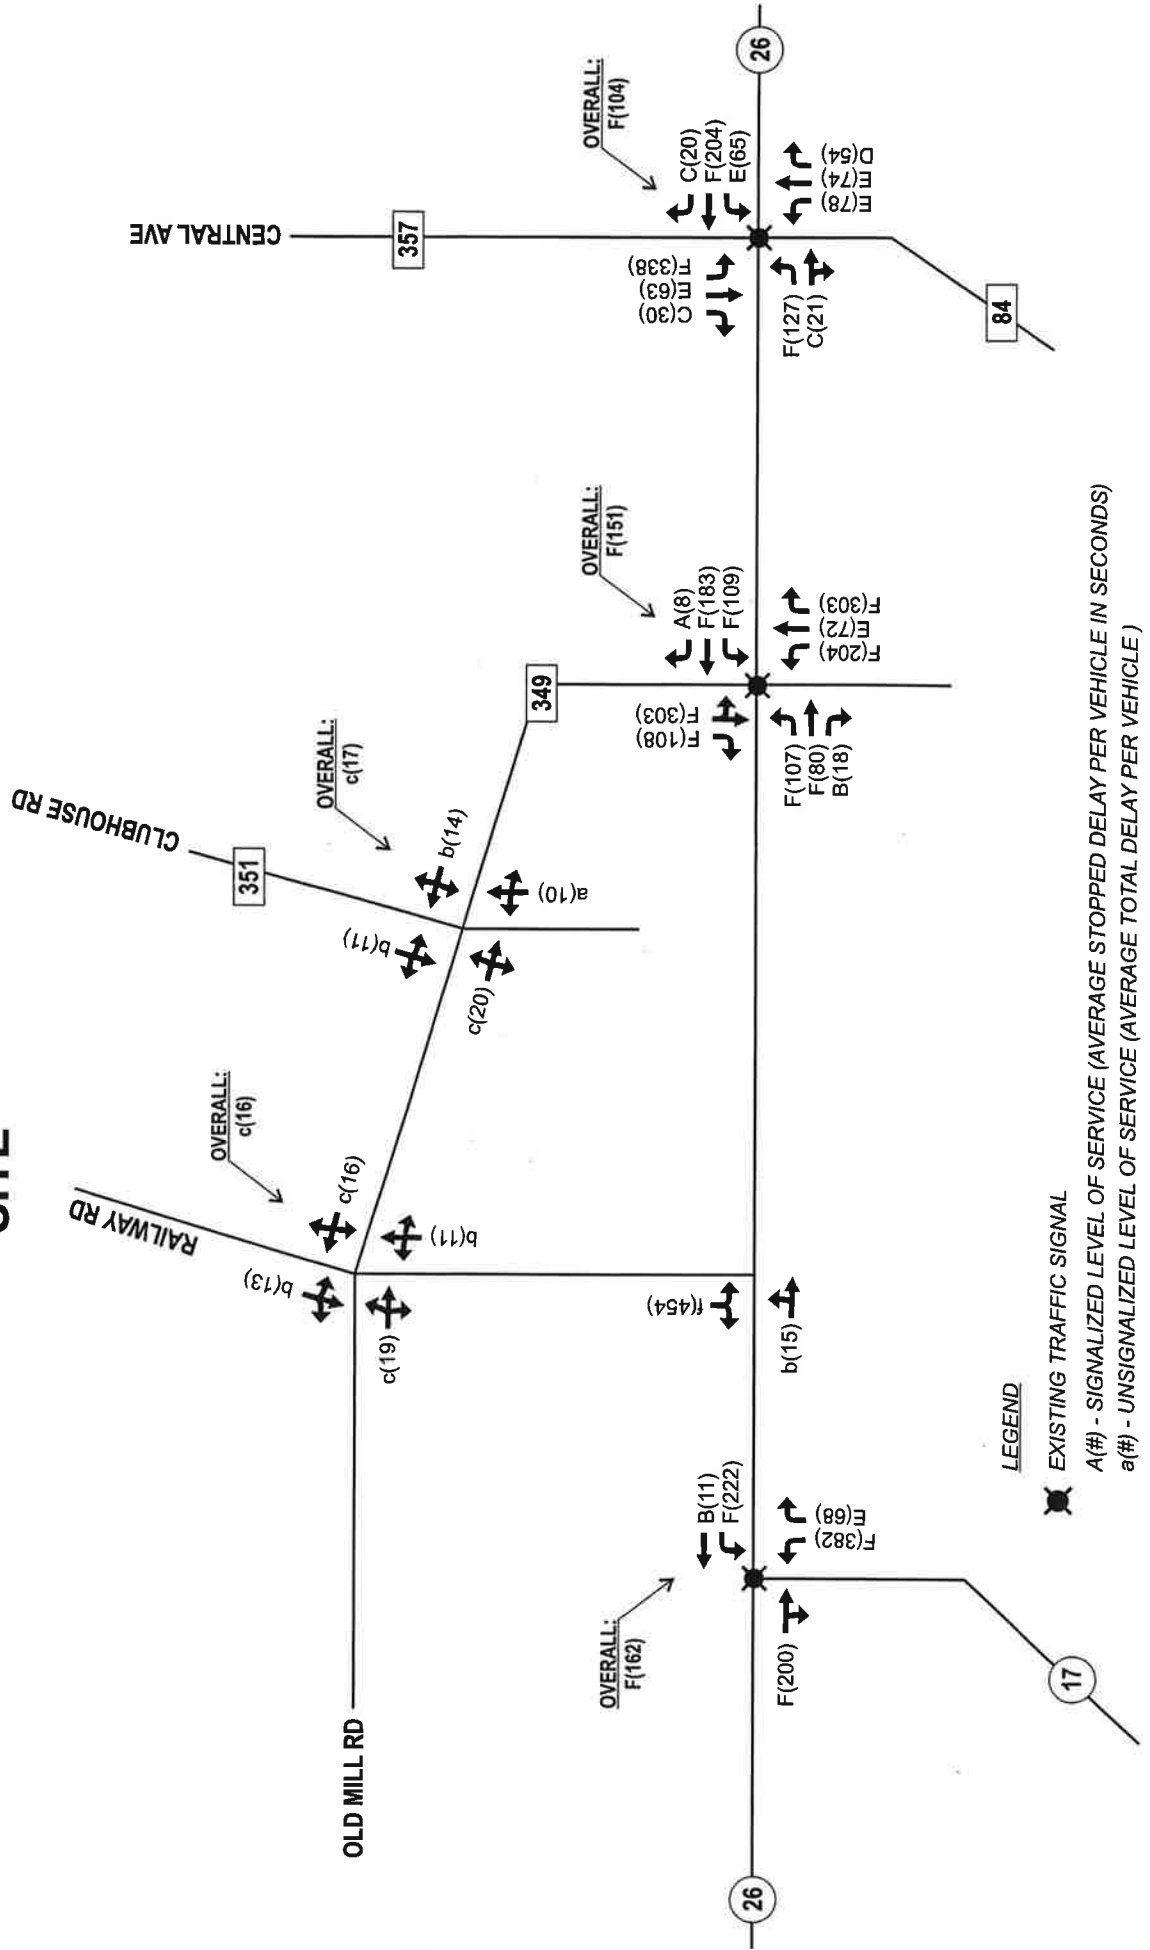 SITE
CENTRAL AVE
357
26
OVERALL:
F(104)
C(20)
F(204)
E(65)
F(338)
E(63)
C(30)
F(127)
C(21)
D(54)
E(74)
E(78)
84
CLUBHOUSE RD
351
OVERALL:
c(17)
b(14)
b(11)
a(10)
c(20)
349
OVERALL:
F(151)
A(8)
F(183)
F(109)
F(303)
F(108)
F(107)
F(80)
B(18)
F(303)
E(72)
F(204)
RAILWAY RD
OVERALL:
c(16)
c(16)
b(13)
b(11)
c(19)
f(454)
b(15)
OLD MILL RD
OVERALL:
F(162)
B(11)
F(222)
F(200)
E(68)
F(382)
17
26
LEGEND
EXISTING TRAFFIC SIGNAL
A(#) - SIGNALIZED LEVEL OF SERVICE (AVERAGE STOPPED DELAY PER VEHICLE IN SECONDS)
a(#) - UNSIGNALIZED LEVEL OF SERVICE (AVERAGE TOTAL DELAY PER VEHICLE )